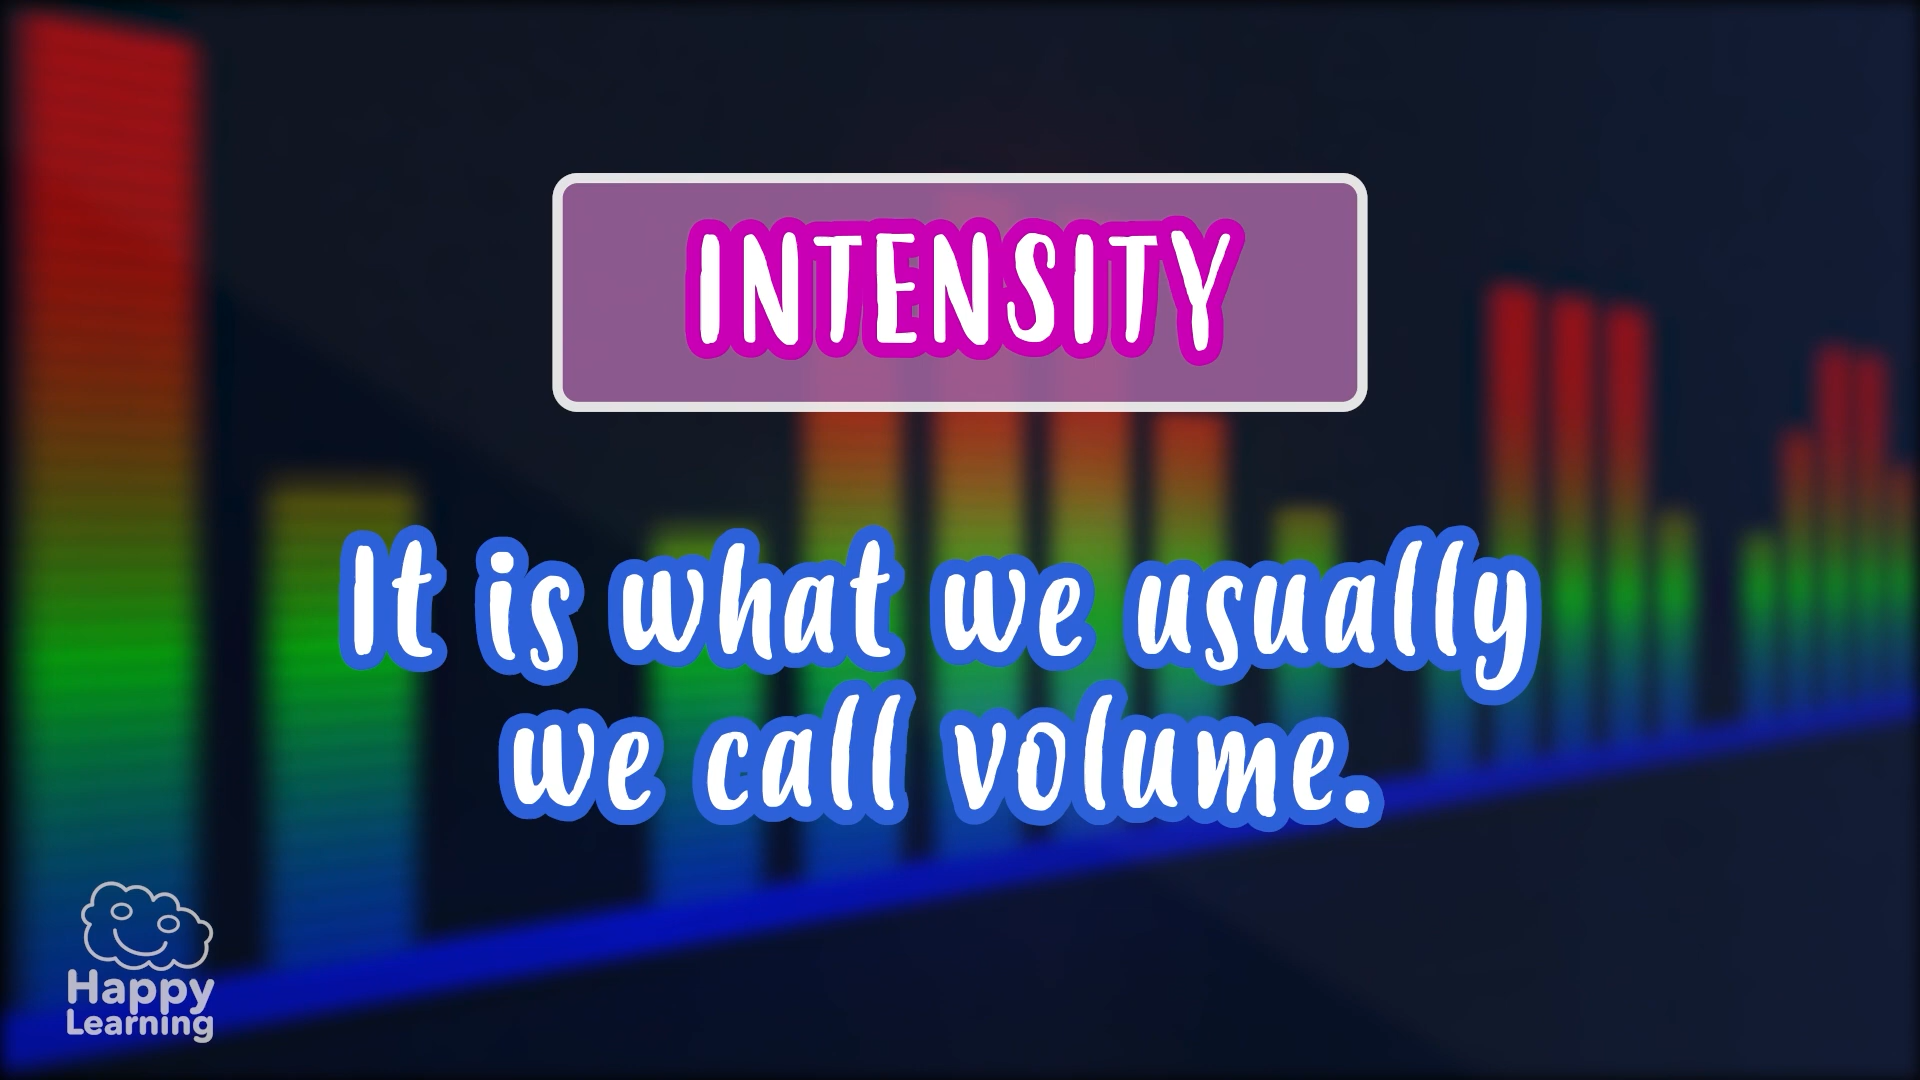 INTENSITY
It is what we usually
we call volume.
Happy
Learning